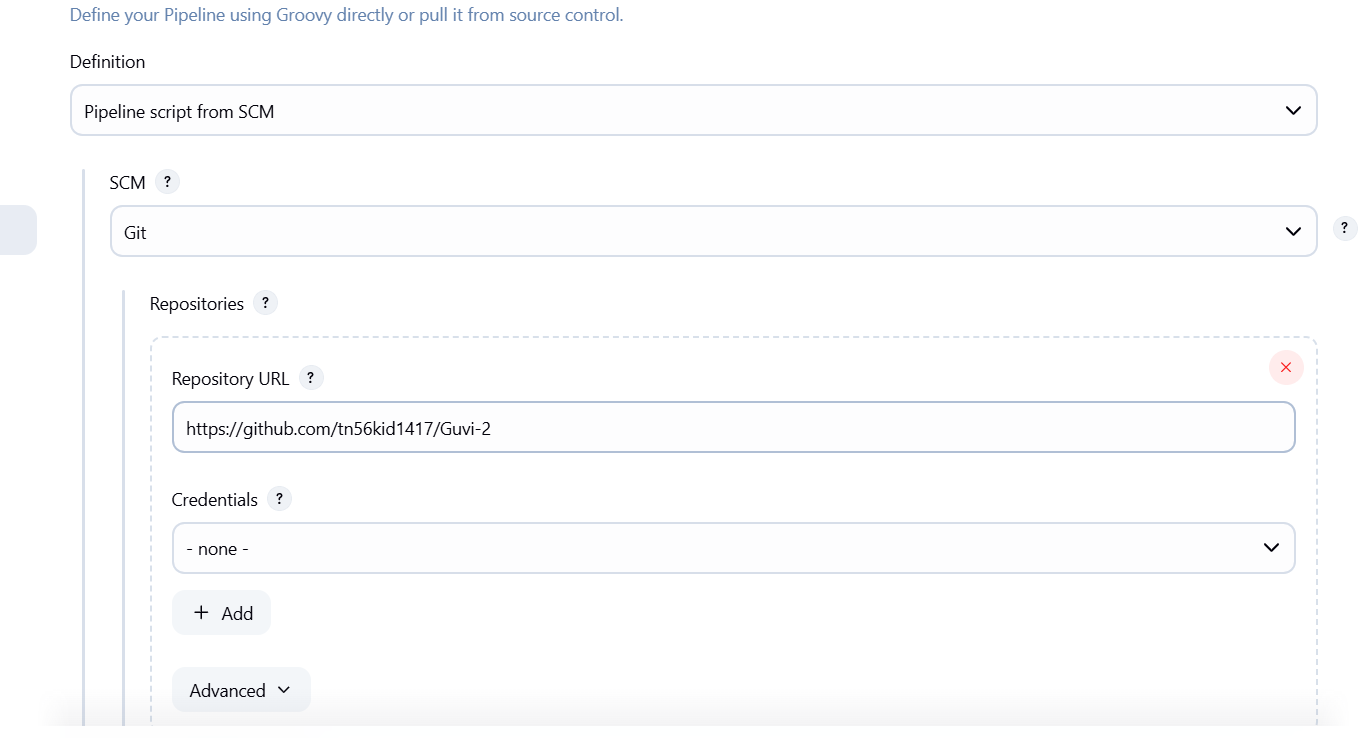 Define your Pipeline using Groovy directly or pull it from source control.
Definition
Pipeline script from SCM
SCM ?
Git
?
Repositories ?
Repository URL ?
https://github.com/tn56kid1417/Guvi-2
Credentials ?
- none -
+ Add
Advanced